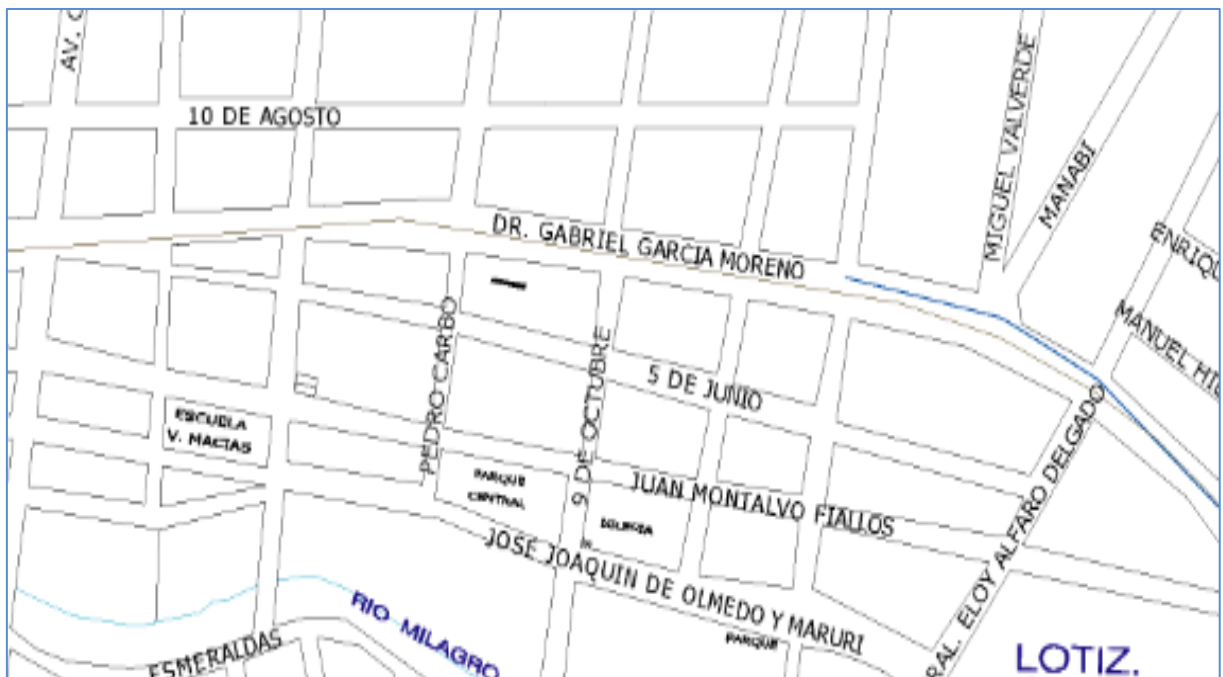 AV. C
10 DE AGOSTO
MIGUEL VALVERDE
MANABI
DR. GABRIEL GARCIA MORENO
ENRIQU
MANUEL HI
PEDRO CARBO
9 DE OCTUBRE
5 DE JUNIO
ESCUELA
V. MACIAS
PARQUE
CENTRAL
JUAN MONTALVO FIALLOS
IGLESIA
JOSE JOAQUIN DE OLMEDO Y MARURI
RAL. ELOY ALFARO DELGADO
RIO MILAGRO
PARQUE
ESMERALDAS
LOTIZ.